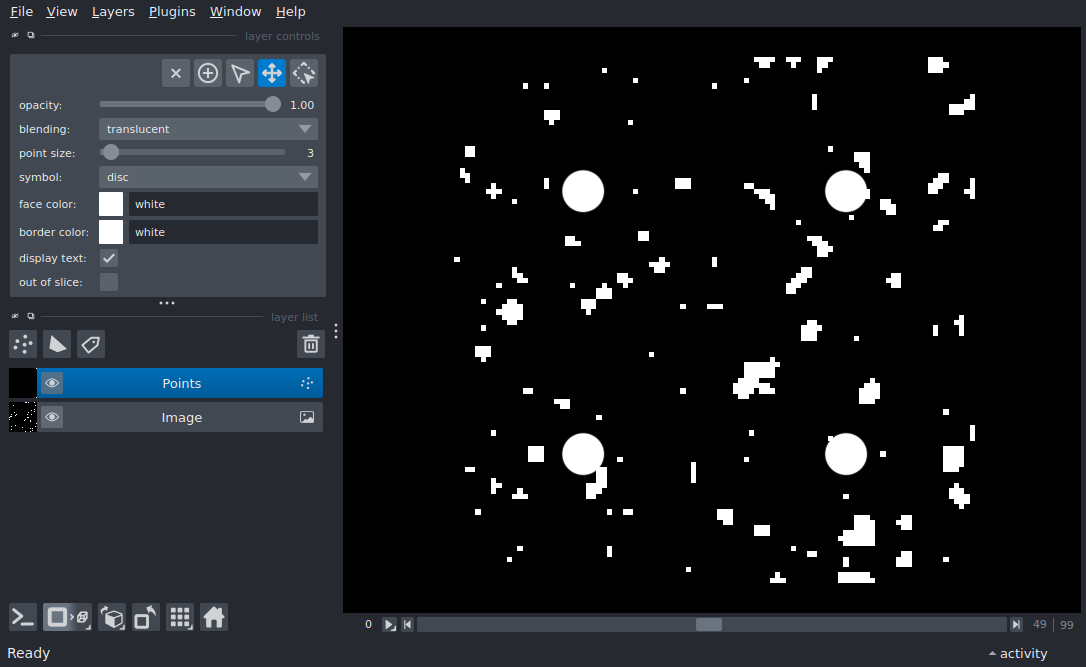 File View Layers Plugins Window Help
layer controls
opacity: 1.00
blending: translucent
point size: 3
symbol: disc
face color: white
border color: white
display text:
out of slice:
layer list
Points
Image
0 49 99
Ready activity